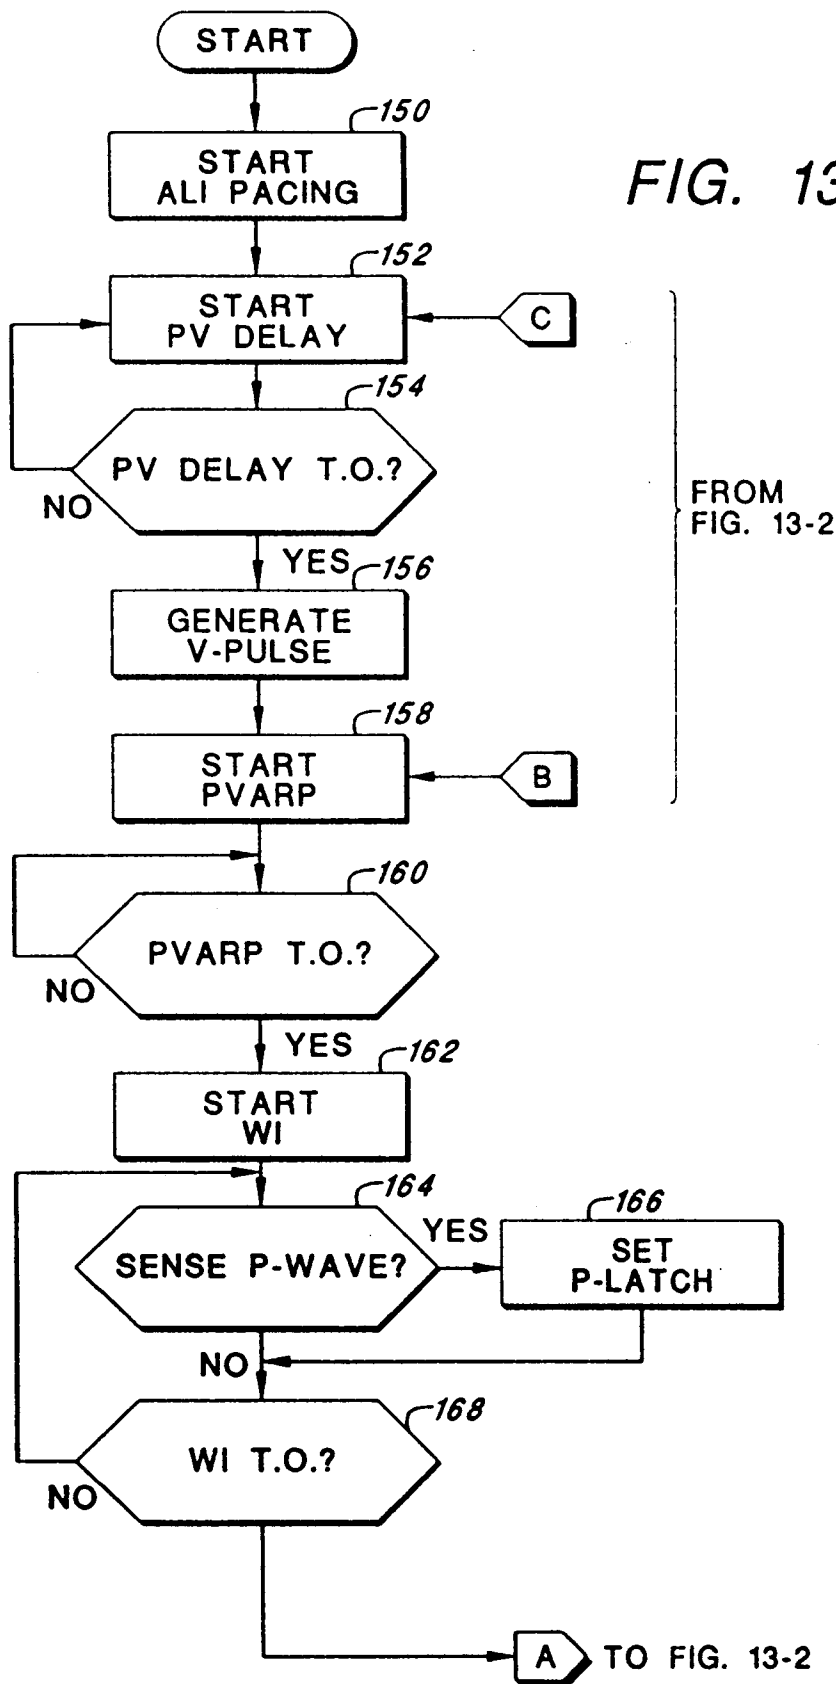 START
150
START
ALI PACING
FIG. 13
152
START
PV DELAY
C
154
PV DELAY T.O.?
NO
FROM
FIG. 13-2
YES
156
GENERATE
V-PULSE
158
START
PVARP
B
160
PVARP T.O.?
NO
YES
162
START
WI
164
SENSE P-WAVE?
YES
166
SET
P-LATCH
NO
168
WI T.O.?
NO
A TO FIG. 13-2